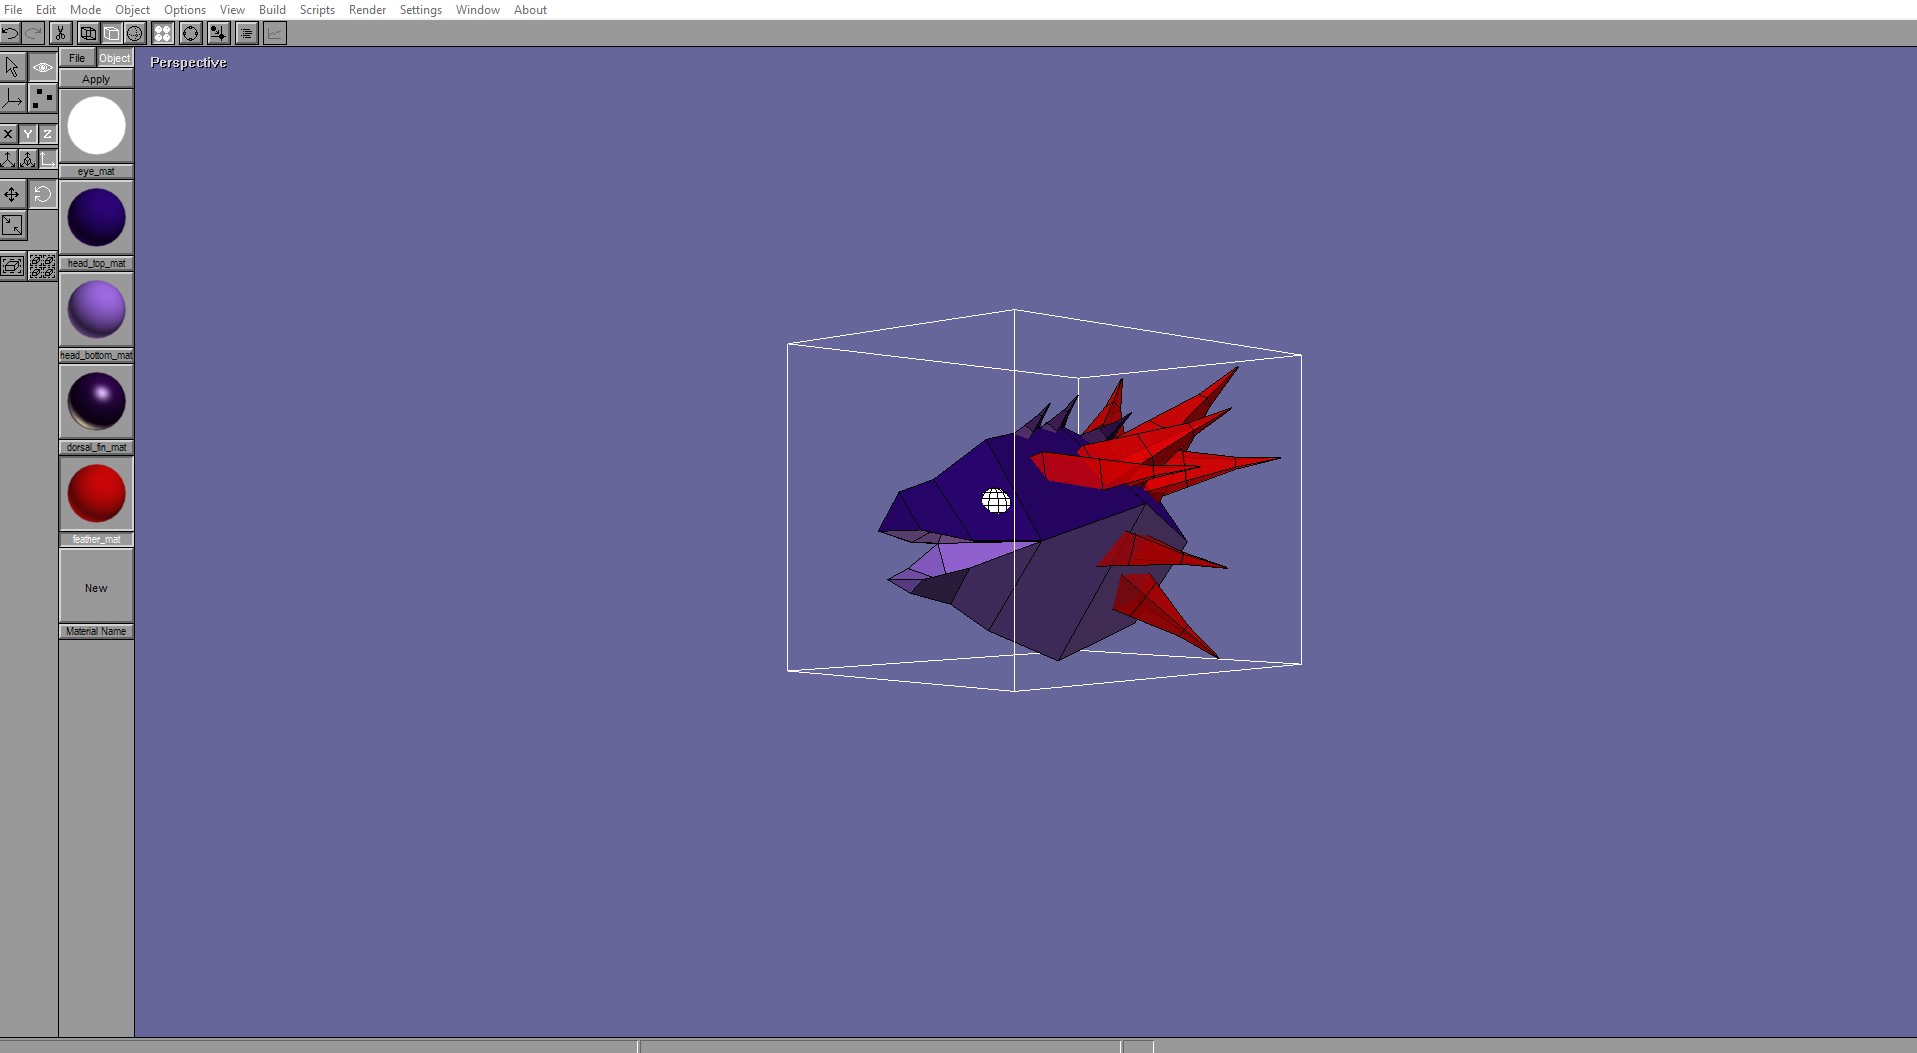 File Edit Mode Object Options View Build Scripts Render Settings Window About
File Object
Perspective
Apply
X Y Z
eye_mat
head_top_mat
head_bottom_mat
dorsal_fin_mat
feather_mat
New
Material Name